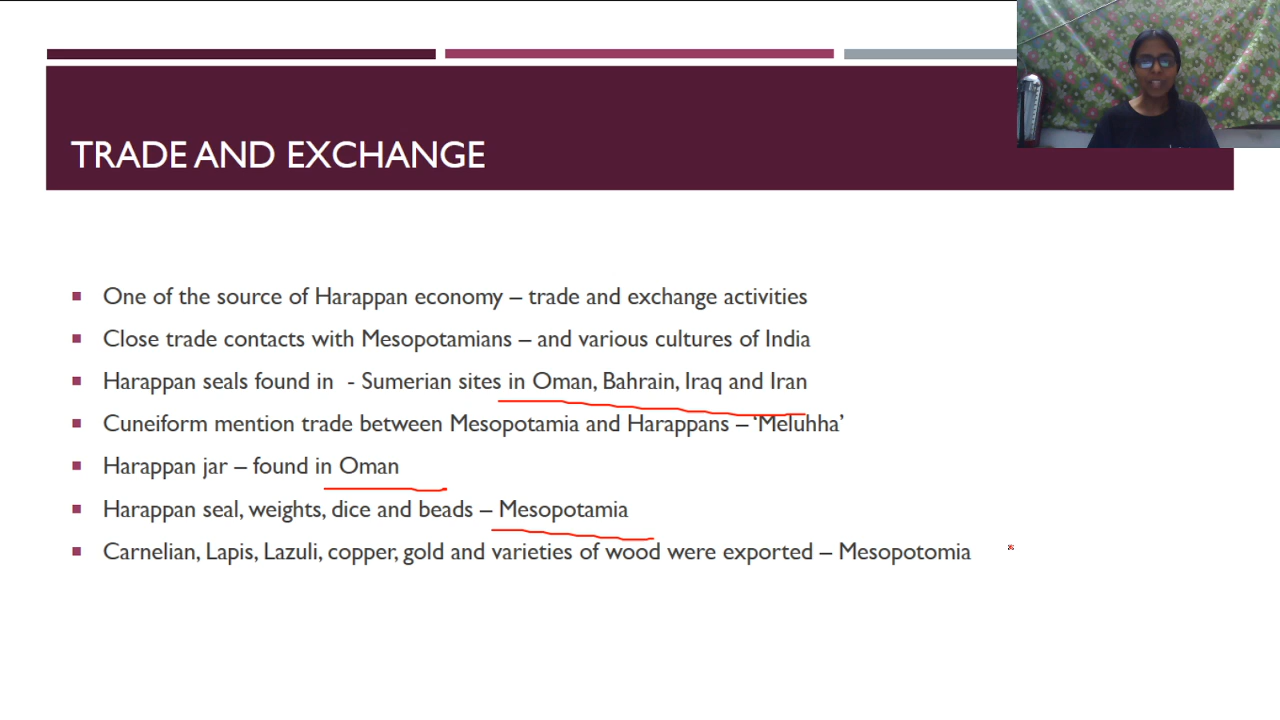 TRADE AND EXCHANGE
One of the source of Harappan economy – trade and exchange activities
Close trade contacts with Mesopotamians – and various cultures of India
Harappan seals found in - Sumerian sites in Oman, Bahrain, Iraq and Iran
Cuneiform mention trade between Mesopotamia and Harappans – ‘Meluhha’
Harappan jar – found in Oman
Harappan seal, weights, dice and beads – Mesopotamia
Carnelian, Lapis, Lazuli, copper, gold and varieties of wood were exported – Mesopotomia